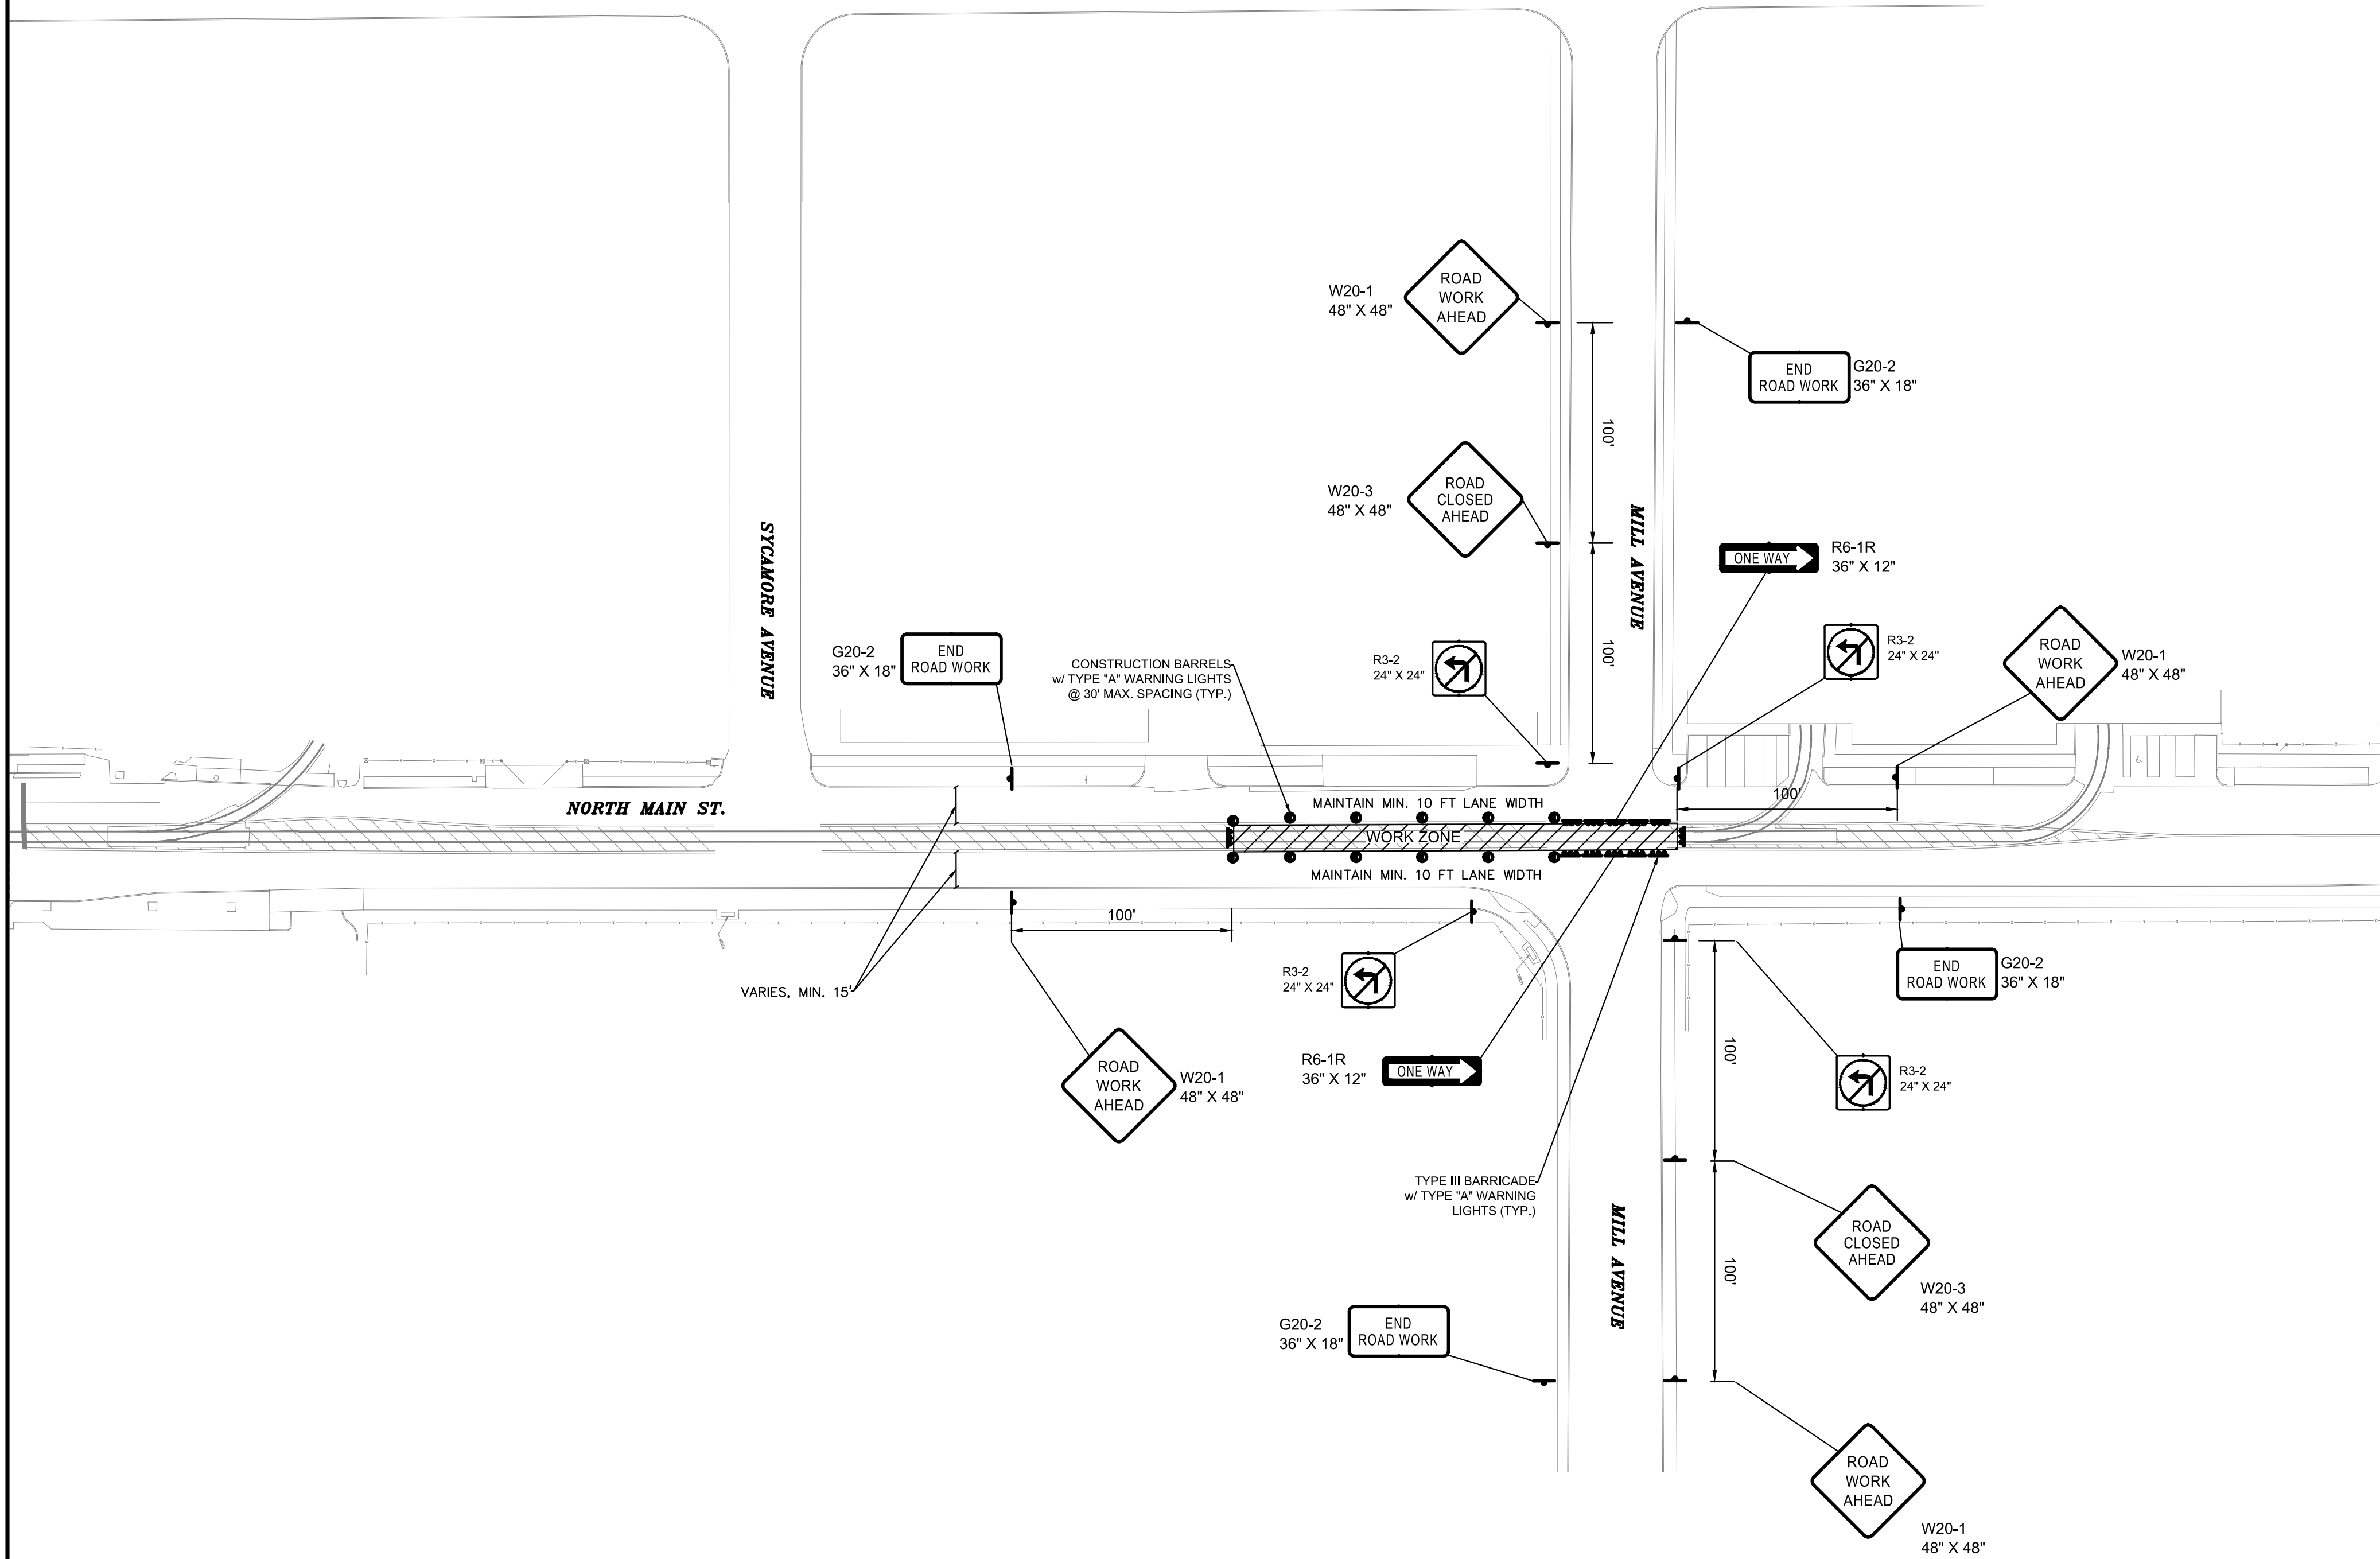 W20-1
48" X 48"
ROAD
WORK
AHEAD
END
ROAD WORK
G20-2
36" X 18"
100'
W20-3
48" X 48"
ROAD
CLOSED
AHEAD
MILL AVENUE
SYCAMORE AVENUE
ONE WAY
R6-1R
36" X 12"
G20-2
36" X 18"
END
ROAD WORK
CONSTRUCTION BARRELS
w/ TYPE "A" WARNING LIGHTS
@ 30' MAX. SPACING (TYP.)
R3-2
24" X 24"
100'
R3-2
24" X 24"
ROAD
WORK
AHEAD
W20-1
48" X 48"
NORTH MAIN ST.
MAINTAIN MIN. 10 FT LANE WIDTH
100'
WORK ZONE
MAINTAIN MIN. 10 FT LANE WIDTH
100'
VARIES, MIN. 15'
R3-2
24" X 24"
END
ROAD WORK
G20-2
36" X 18"
100'
R6-1R
36" X 12"
ONE WAY
ROAD
WORK
AHEAD
W20-1
48" X 48"
R3-2
24" X 24"
TYPE III BARRICADE
w/ TYPE "A" WARNING
LIGHTS (TYP.)
MILL AVENUE
100'
ROAD
CLOSED
AHEAD
W20-3
48" X 48"
G20-2
36" X 18"
END
ROAD WORK
ROAD
WORK
AHEAD
W20-1
48" X 48"